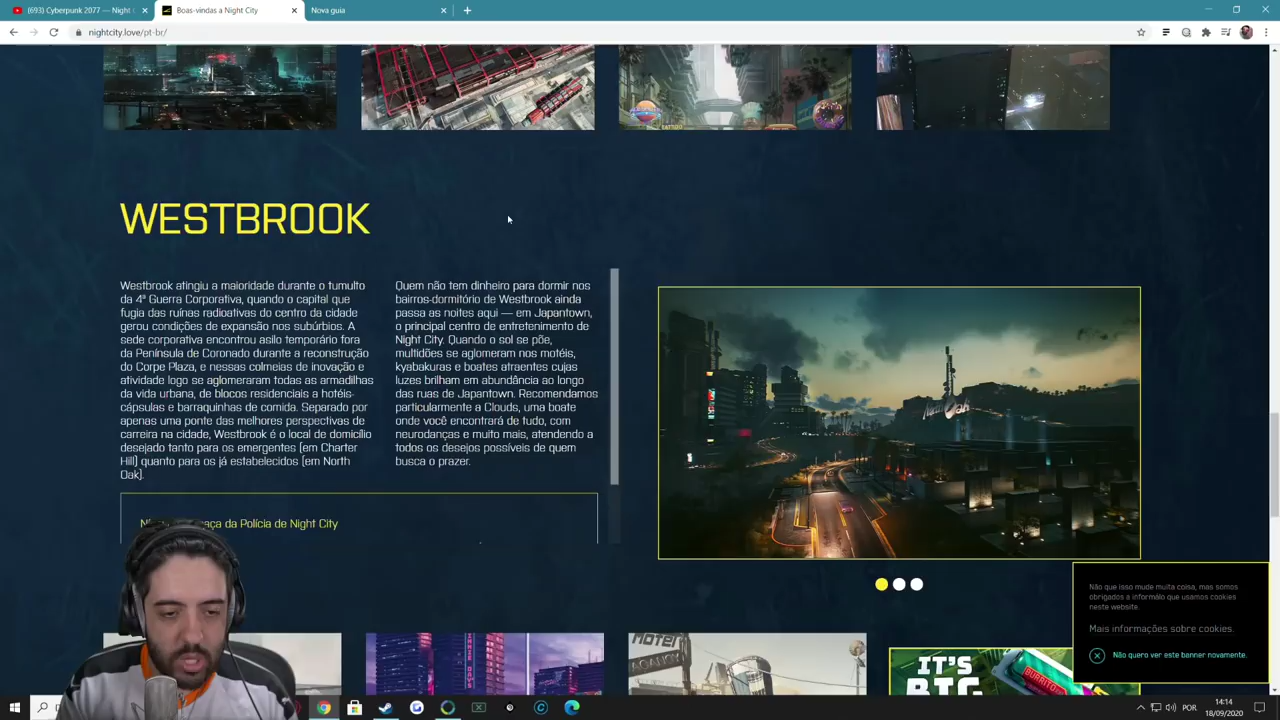 (693) Cyberpunk 2077 — Night C
Boas-vindas a Night City
Nova guia
nightcity.love/pt-br/
WESTBROOK
Westbrook atingiu a maioridade durante o tumulto
da 4ª Guerra Corporativa, quando o capital que
fugia das ruínas radioativas do centro da cidade
gerou condições de expansão nos subúrbios. A
sede corporativa encontrou asilo temporário fora
da Península de Coronado durante a reconstrução
do Corpe Plaza, e nessas colmeias de inovação e
atividade logo se aglomeraram todas as armadilhas
da vida urbana, de blocos residenciais a hotéis-
cápsulas e barraquinhas de comida. Separado por
apenas uma ponte das melhores perspectivas de
carreira na cidade, Westbrook é o local de domicílio
desejado tanto para os emergentes (em Charter
Hill) quanto para os já estabelecidos (em North
Oak).
Quem não tem dinheiro para dormir nos
bairros-dormitório de Westbrook ainda
passa as noites aqui — em Japantown,
o principal centro de entretenimento de
Night City. Quando o sol se põe,
multidões se aglomeram nos motéis,
kyabakuras e boates atraentes cujas
luzes brilham em abundância ao longo
das ruas de Japantown. Recomendamos
particularmente a Clouds, uma boate
onde você encontrará de tudo, com
neurodanças e muito mais, atendendo a
todos os desejos possíveis de quem
busca o prazer.
da Polícia de Night City
North Oak
Não que isso mude muita coisa, mas somos
obrigados a informálo que usamos cookies
neste website.
Mais informações sobre cookies.
Não quero ver este banner novamente.
MOTEL
IT'S
BIG
BURRITO
POR
14:14
18/09/2020